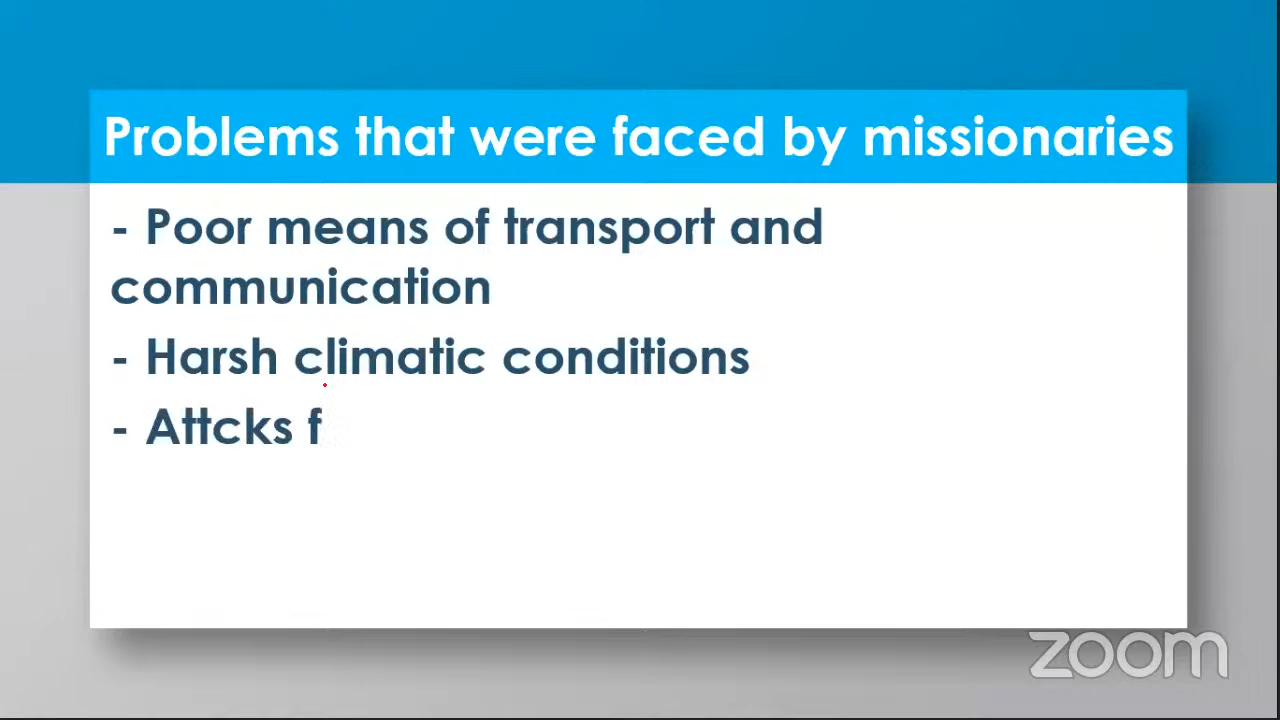 Problems that were faced by missionaries
- Poor means of transport and
communication
- Harsh climatic conditions
- Attcks f
zoom